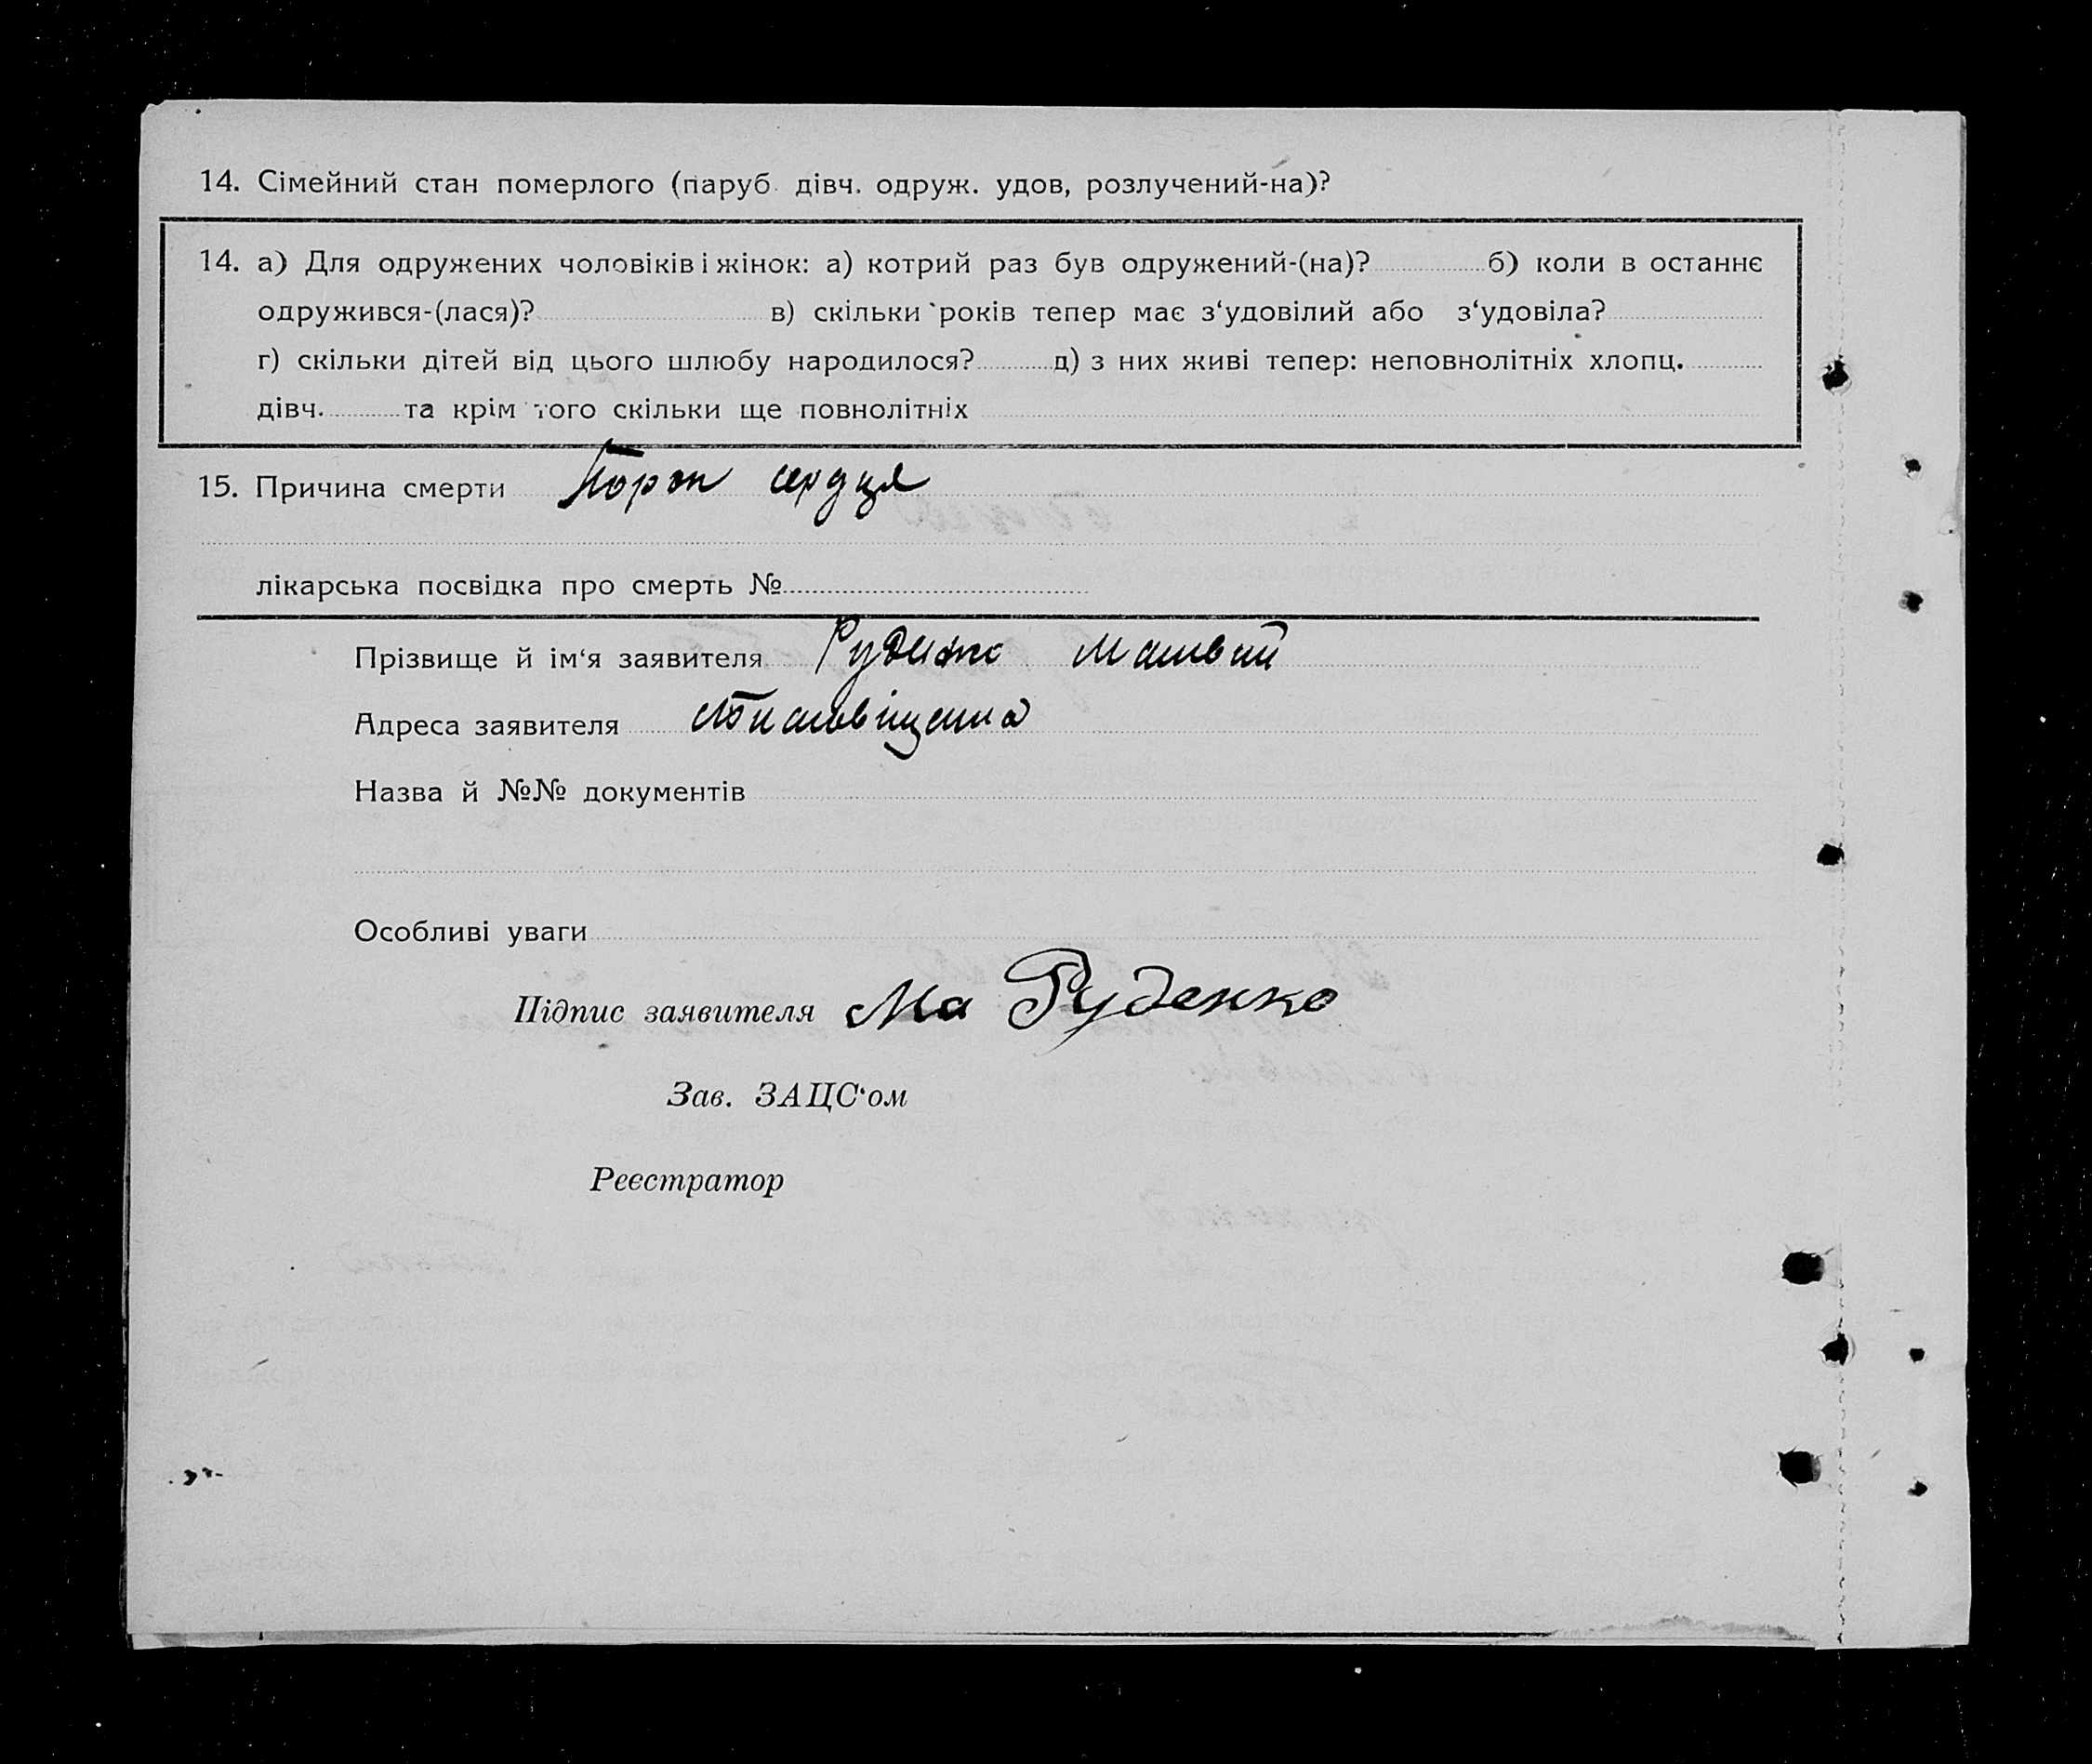 14. Сімейний стан померлого (паруб. дівч. одруж. удов, розлучений-на)?
14. а) Для одружених чоловіків і жінок: а) котрий раз був одружений-(на)? б) коли в останнє
одружився-(лася)? в) скільки років тепер має з‘удовілий або з‘удовіла?
г) скільки дітей від цього шлюбу народилося? д) з них живі тепер: неповнолітніх хлопц.
дівч. та крім того скільки ще повнолітніх
15. Причина смерти Порок сердця
лікарська посвідка про смерть №
Прізвище й ім‘я заявителя Руденко Матвій
Адреса заявителя
Назва й №№ документів
Особливі уваги
Підпис заявителя Ма Руденко
Зав. ЗАЦС‘ом
Реєстратор